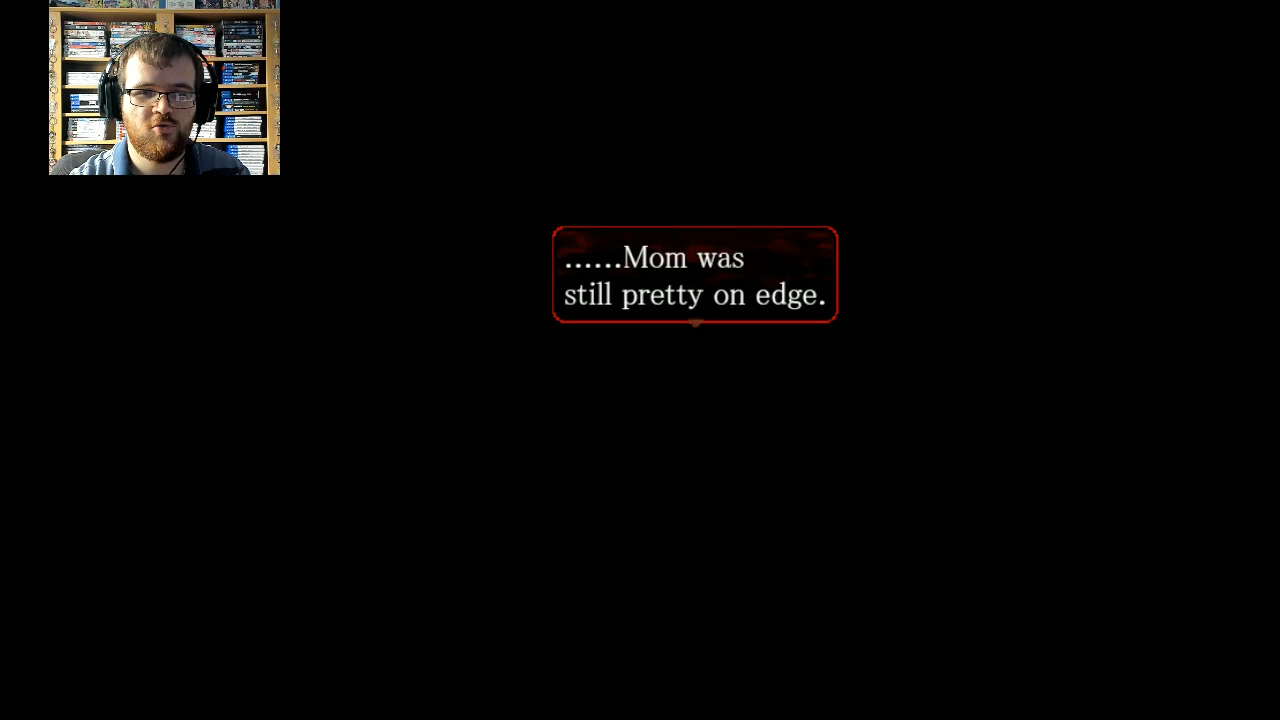 ......Mom was
still pretty on edge.